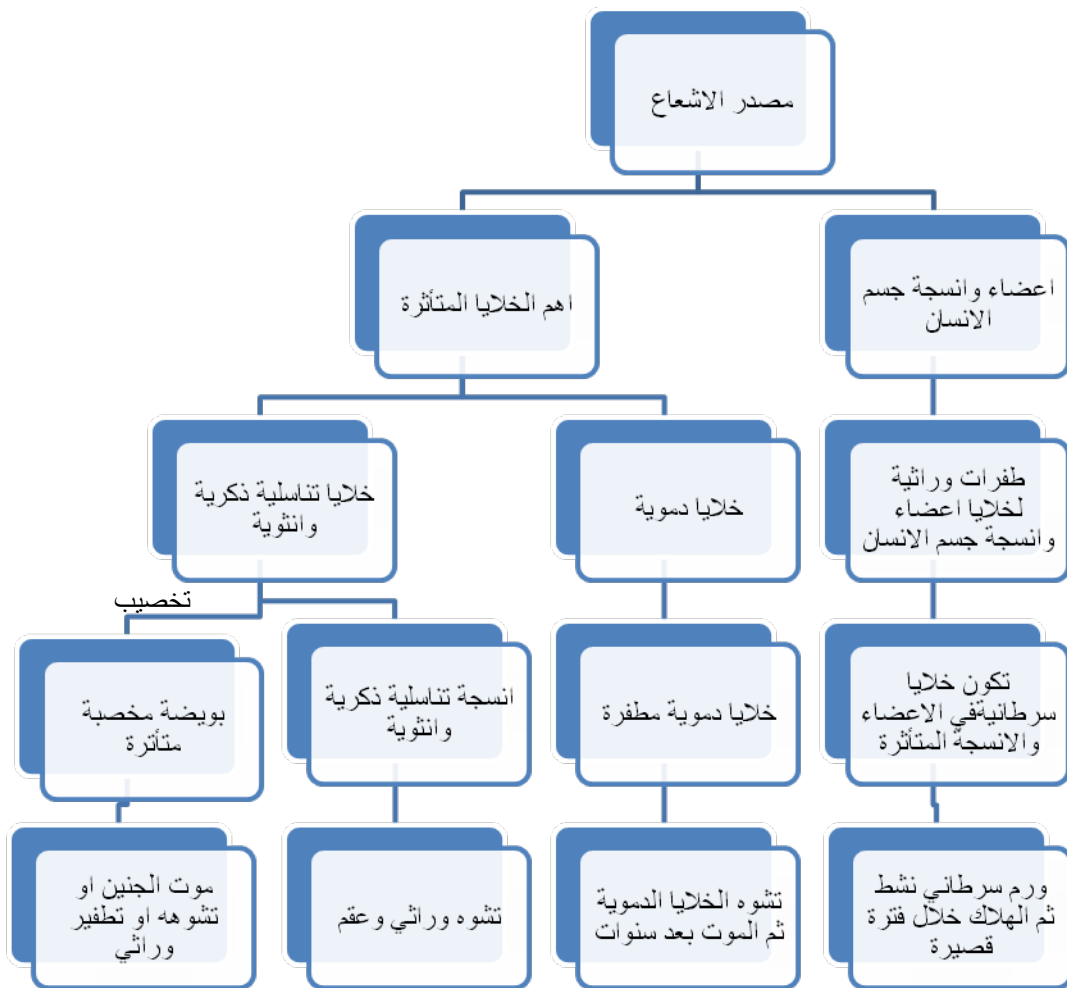 مصدر الاشعاع
اعضاء وانسجة جسم
الانسان
اهم الخلايا المتأثرة
طفرات وراثية
لخلايا اعضاء
وانسجة جسم الانسان
خلايا دموية
خلايا تناسلية ذكرية
وانثوية
تخصيب
تكون خلايا
سرطانيةفي الاعضاء
والانسجة المتأثرة
خلايا دموية مطفرة
انسجة تناسلية ذكرية
وانثوية
بويضة مخصبة
متأثرة
ورم سرطاني نشط
ثم الهلاك خلال فترة
قصيرة
تشوه الخلايا الدموية
ثم الموت بعد سنوات
تشوه وراثي وعقم
موت الجنين او
تشوهه او تطفير
وراثي